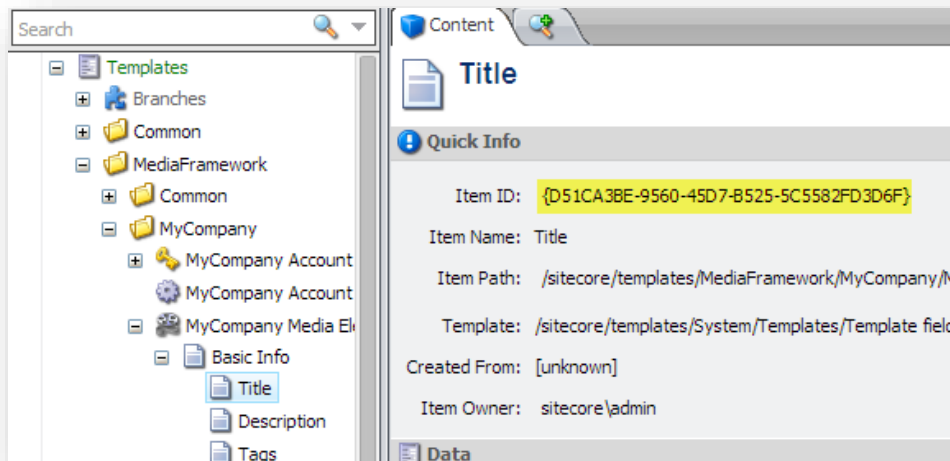 Search
Templates
Branches
Common
MediaFramework
Common
MyCompany
MyCompany Account
MyCompany Account
MyCompany Media
Basic Info
Title
Description
Tags
Content
Title
Quick Info
Item ID: {D51CA3BE-9560-45D7-B525-5C5582FD3D6F}
Item Name: Title
Item Path: /sitecore/templates/MediaFramework/MyCompany/
Template: /sitecore/templates/System/Templates/Template field
Created From: [unknown]
Item Owner: sitecore\admin
Data